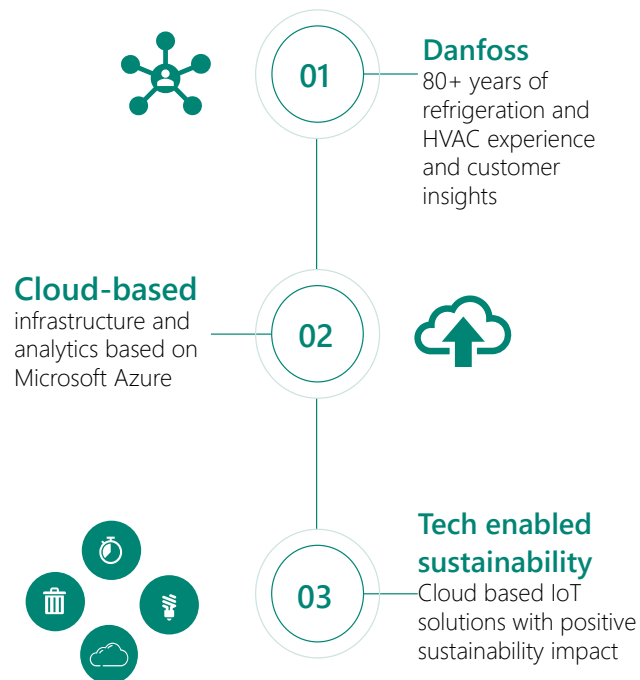 01
Danfoss
80+ years of
refrigeration and
HVAC experience
and customer
insights
Cloud-based
infrastructure and
analytics based on
Microsoft Azure
02
03
Tech enabled
sustainability
Cloud based IoT
solutions with positive
sustainability impact